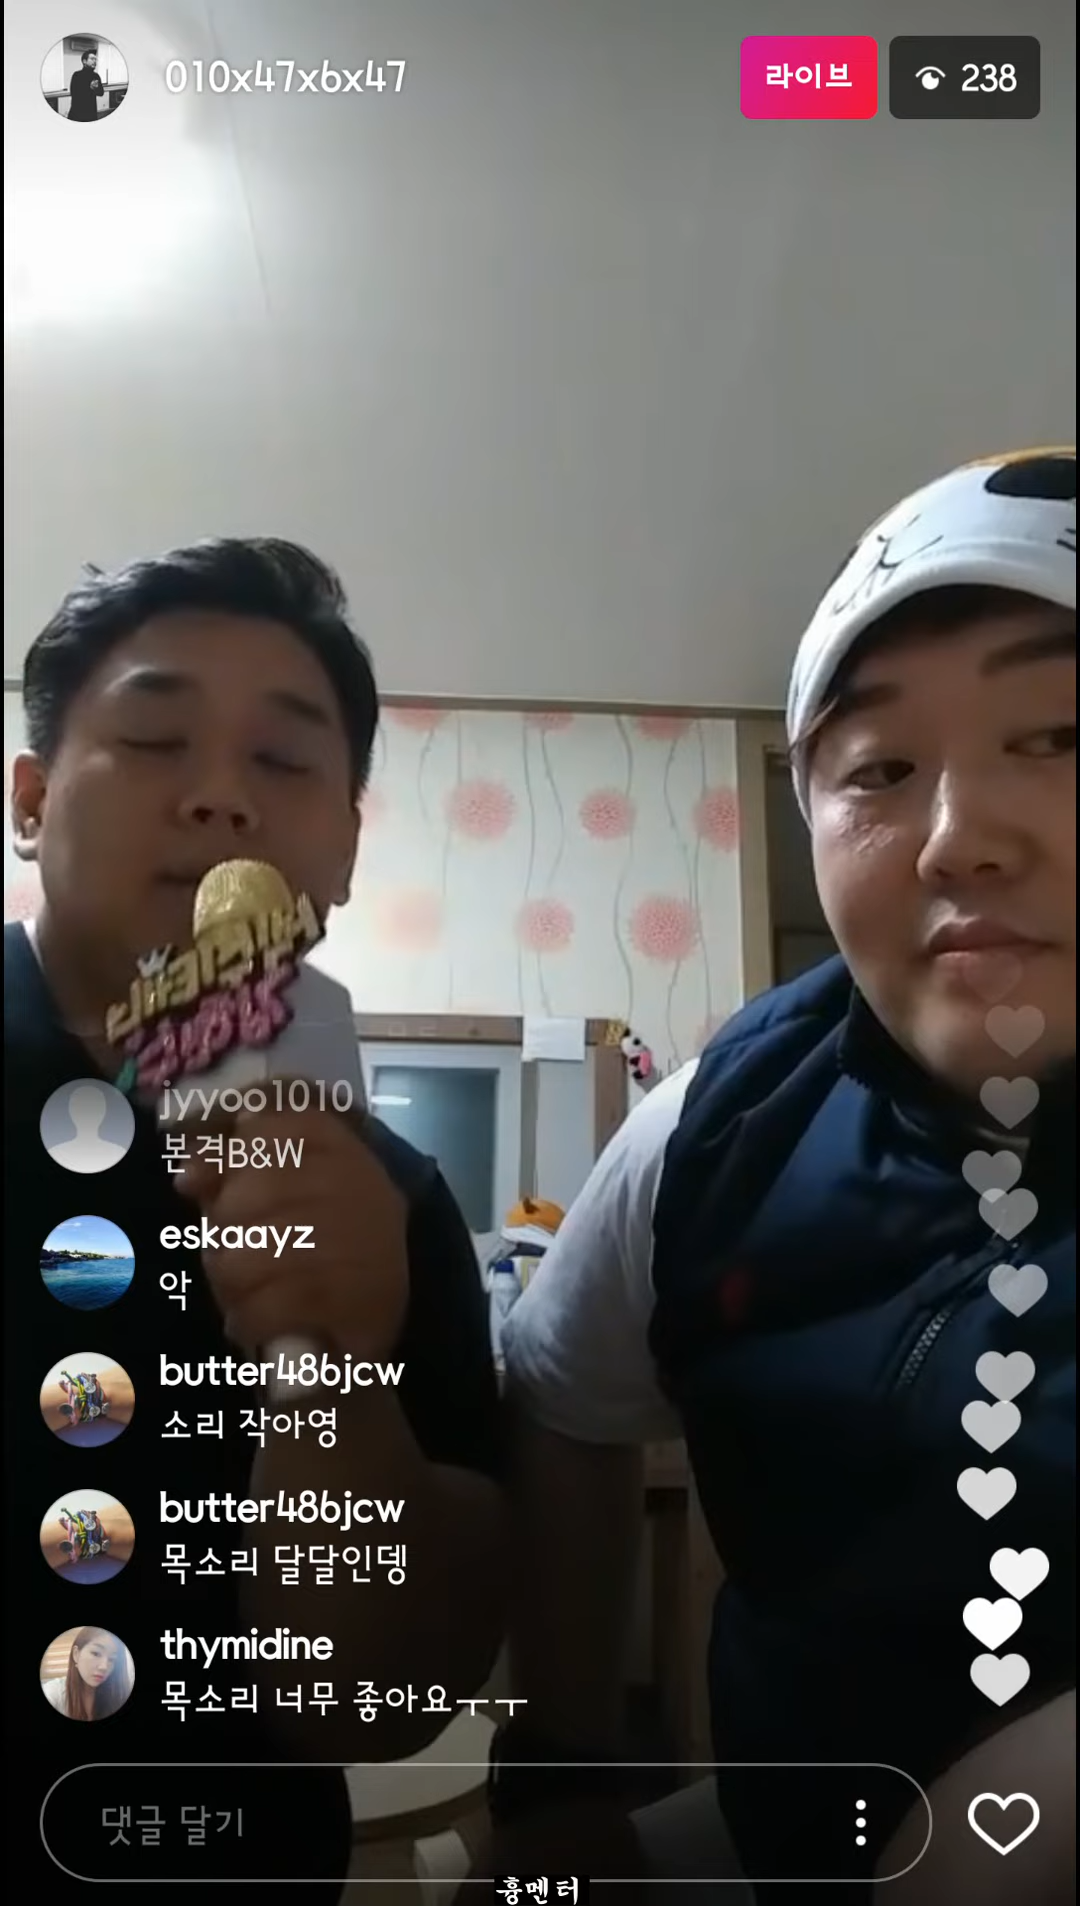 010x47x6x47
라이브
238
jyyoo1010
본격B&W
eskaayz
악
butter486jcw
소리 작아영
butter486jcw
목소리 달달인뎅
thymidine
목소리 너무 좋아요ㅜㅜ
댓글 달기
흥멘터